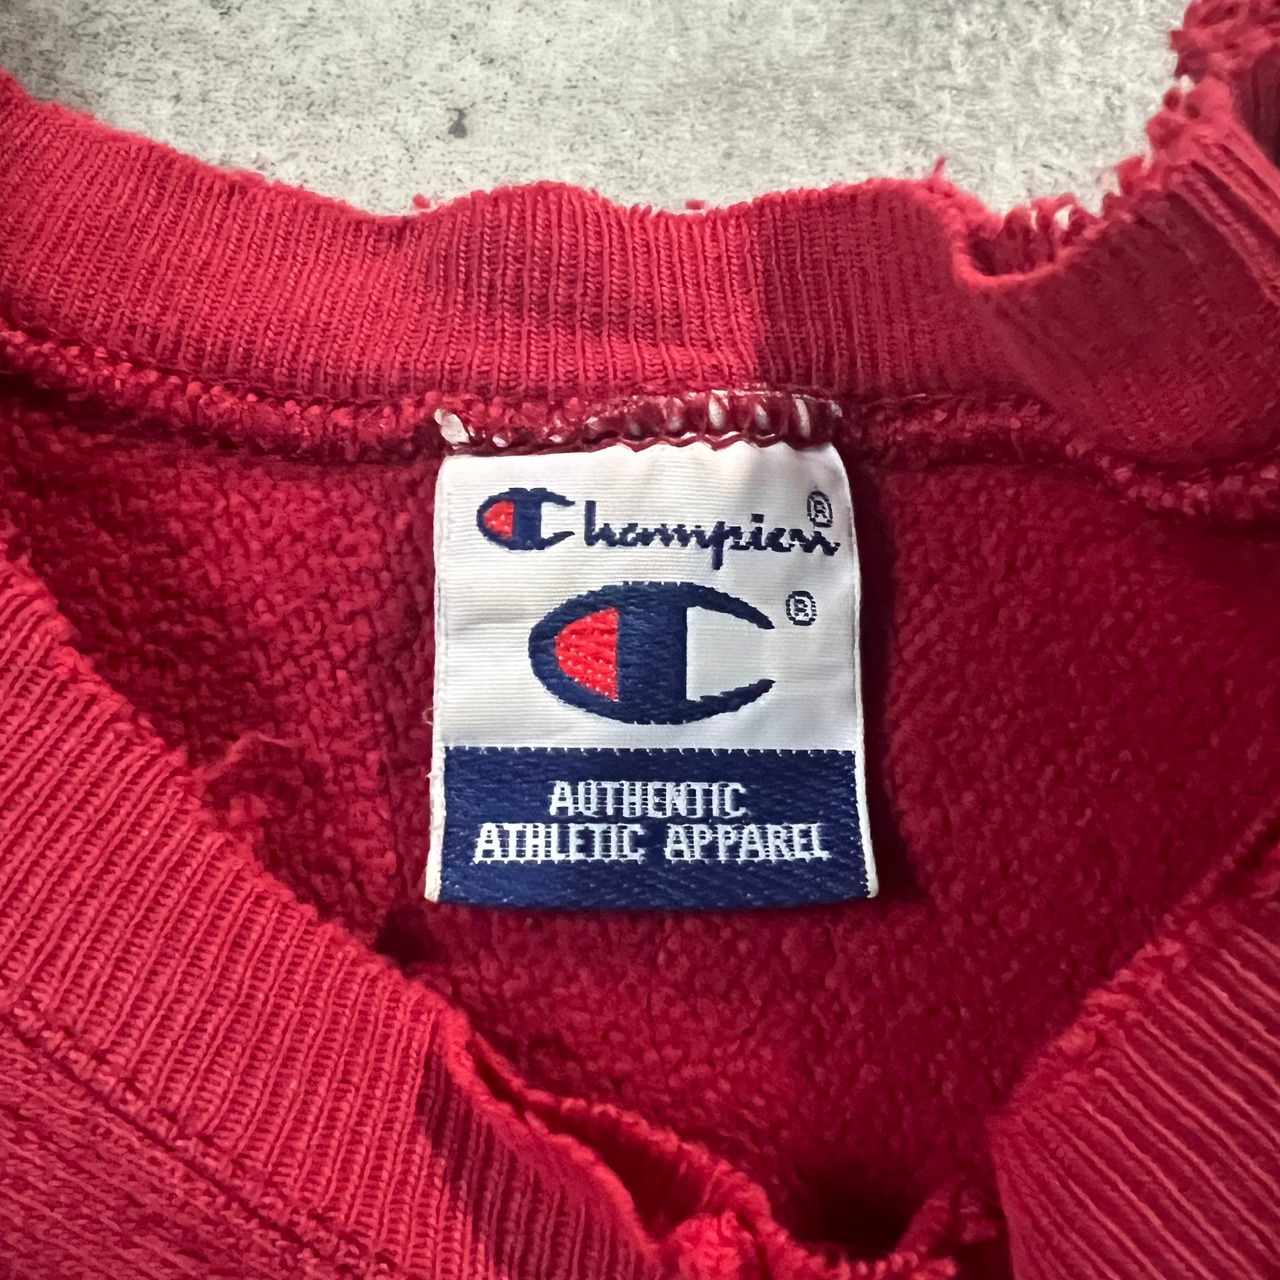 Champion®
®
AUTHENTIC
ATHLETIC APPAREL